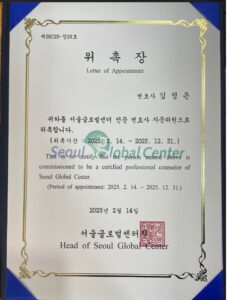 위 촉 장
Letter of Appointment
변호사 김 정 은
귀하를 서울글로벌센터 전문 변호사 자문위원으로
위촉합니다.
(위촉기간 : 2025. 2. 14. ~ 2025. 12. 31.)
Seoul Global Center
This is to certify that the person named above is
commissioned to be a certified professional counselor of
Seoul Global Center.
(Period of appointment: 2025. 2. 14. ~ 2025. 12. 31.)
2025년 2월 14일
서울글로벌센터장
Head of Seoul Global Center